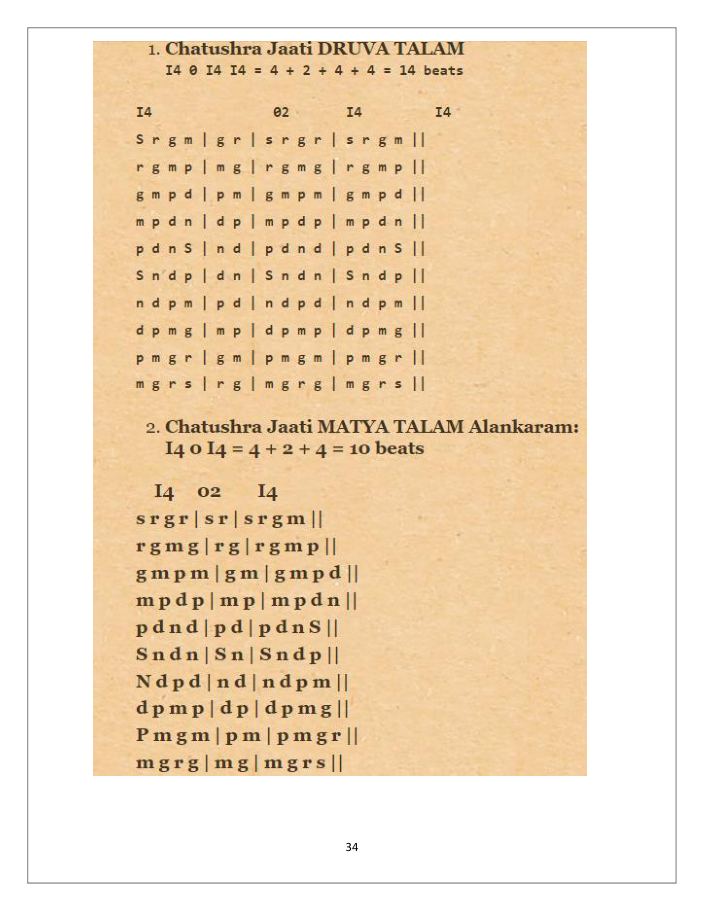 1. Chatushra Jaati DRUVA TALAM
I4 0 I4 I4 = 4 + 2 + 4 + 4 = 14 beats
I4 02 I4 I4
S r g m | g r | s r g r | s r g m ||
r g m p | m g | r g m g | r g m p ||
g m p d | p m | g m p m | g m p d ||
m p d n | d p | m p d p | m p d n ||
p d n S | n d | p d n d | p d n S ||
S n d p | d n | S n d n | S n d p ||
n d p m | p d | n d p d | n d p m ||
d p m g | m p | d p m p | d p m g ||
p m g r | g m | p m g m | p m g r ||
m g r s | r g | m g r g | m g r s ||
2. Chatushra Jaati MATYA TALAM Alankaram:
I4 0 I4 = 4 + 2 + 4 = 10 beats
I4 02 I4
s r g r | s r | s r g m ||
r g m g | r g | r g m p ||
g m p m | g m | g m p d ||
m p d p | m p | m p d n ||
p d n d | p d | p d n S ||
S n d n | S n | S n d p ||
N d p d | n d | n d p m ||
d p m p | d p | d p m g ||
P m g m | p m | p m g r ||
m g r g | m g | m g r s ||
34